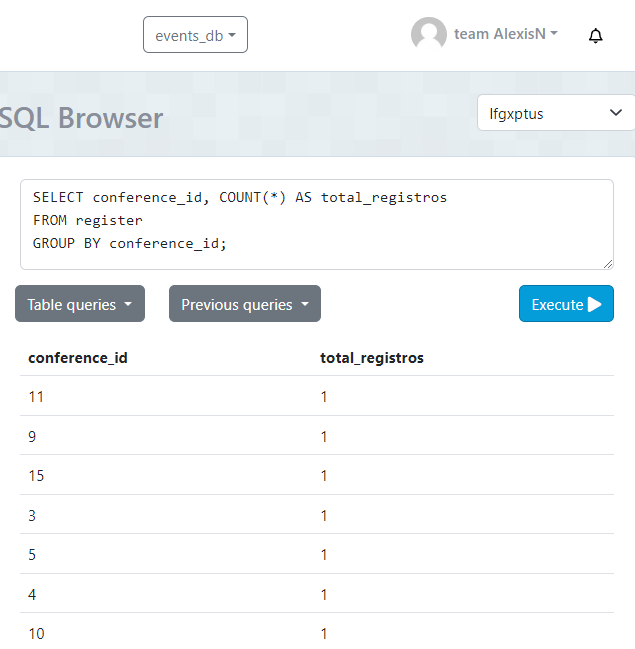 events_db
team AlexisN
SQL Browser
lfgxptus
SELECT conference_id, COUNT(*) AS total_registros
FROM register
GROUP BY conference_id;
Table queries
Previous queries
Execute
conference_id total_registros
11 1
9 1
15 1
3 1
5 1
4 1
10 1